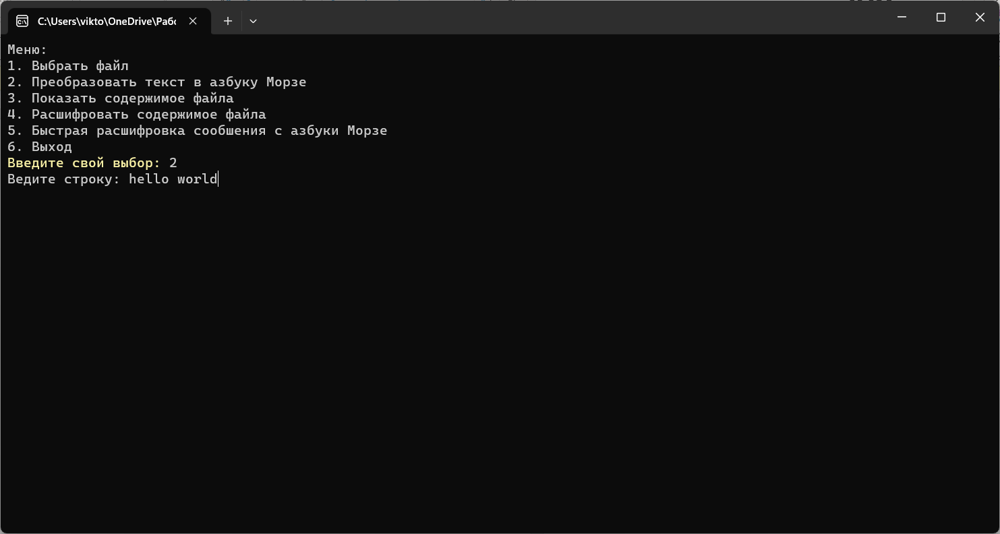 C:\Users\vikto\OneDrive\Рабо
Меню:
1. Выбрать файл
2. Преобразовать текст в азбуку Морзе
3. Показать содержимое файла
4. Расшифровать содержимое файла
5. Быстрая расшифровка сообшения с азбуки Морзе
6. Выход
Введите свой выбор: 2
Ведите строку: hello world